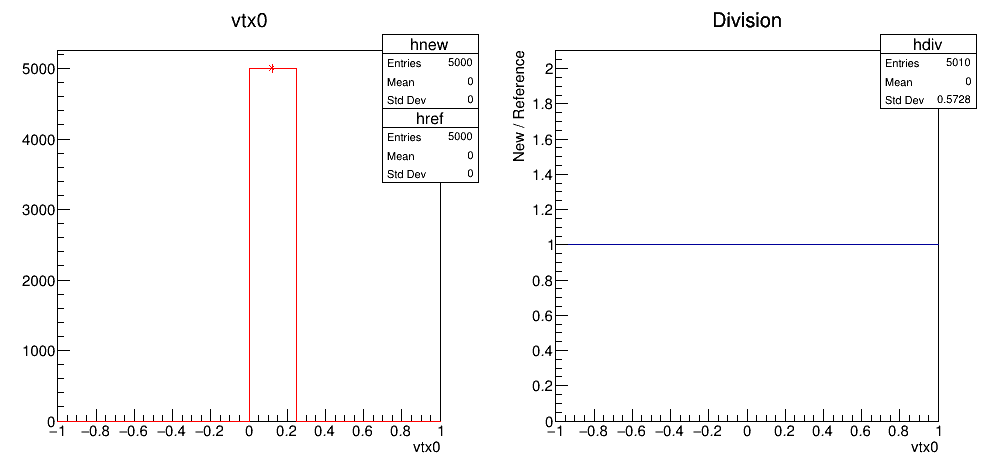 vtx0
hnew
Entries 5000
Mean 0
Std Dev 0
href
Entries 5000
Mean 0
Std Dev 0
5000
4000
3000
2000
1000
0
−1 −0.8 −0.6 −0.4 −0.2 0 0.2 0.4 0.6 0.8 1
vtx0
Division
hdiv
Entries 5010
Mean 0
Std Dev 0.5728
New / Reference
2
1.8
1.6
1.4
1.2
1
0.8
0.6
0.4
0.2
0
−1 −0.8 −0.6 −0.4 −0.2 0 0.2 0.4 0.6 0.8 1
vtx0